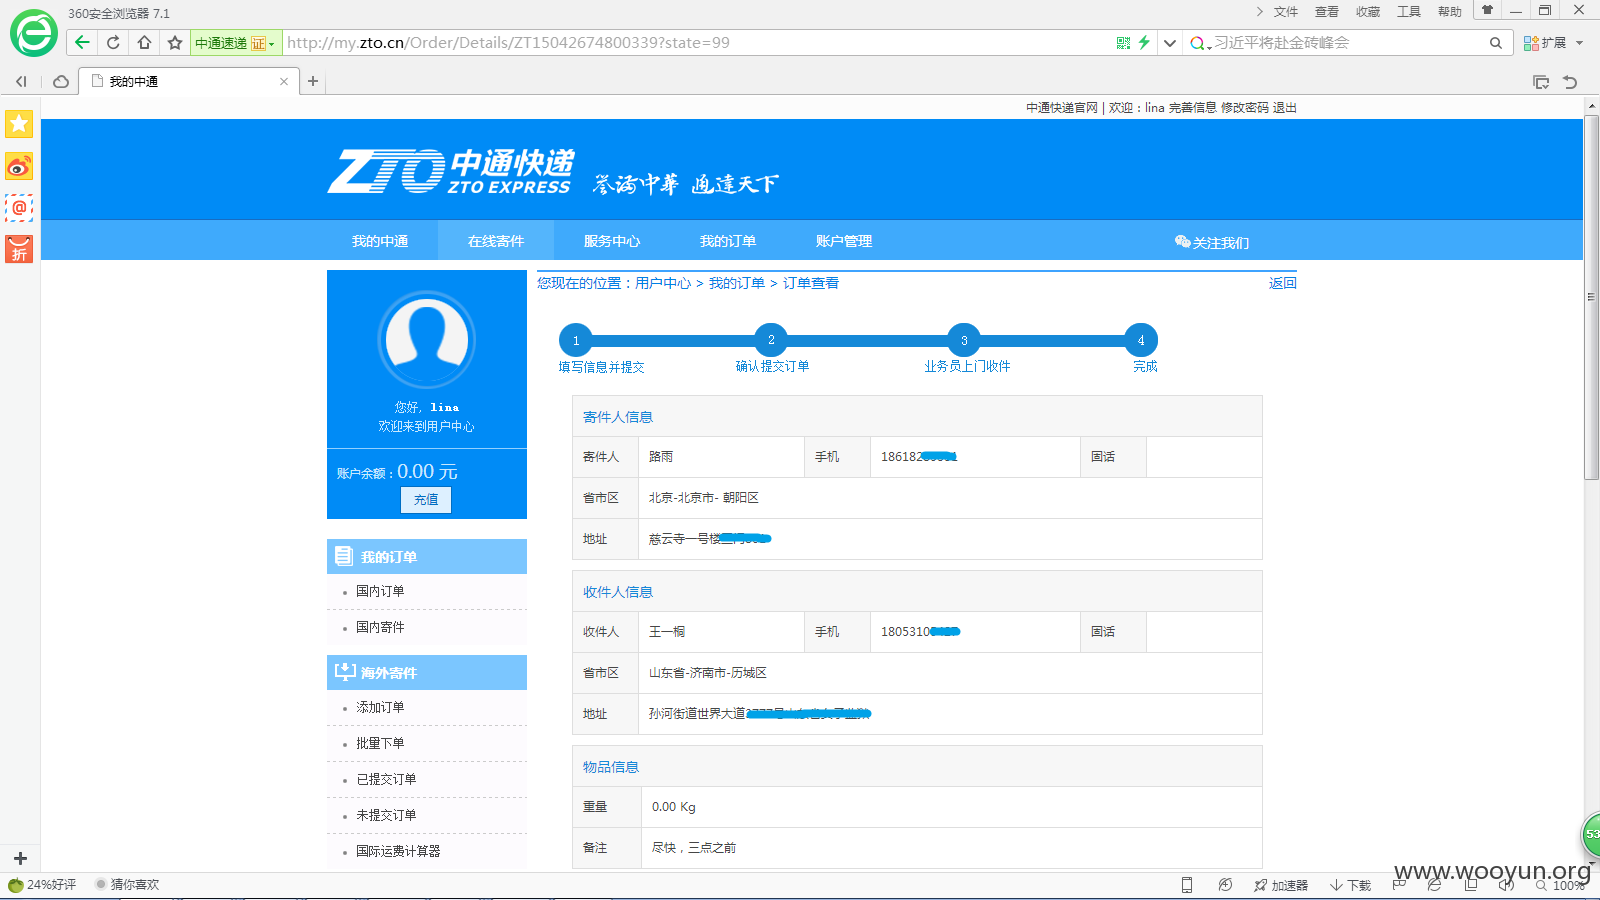 360安全浏览器 7.1
文件 查看 收藏 工具 帮助
中通速递 证 http://my.zto.cn/Order/Details/ZT15042674800339?state=99 习近平将赴金砖峰会 扩展
我的中通
中通快递官网 | 欢迎：lina 完善信息 修改密码 退出
ZTO 中通快递
ZTO EXPRESS 誉满中华 通达天下
我的中通 在线寄件 服务中心 我的订单 账户管理 关注我们
@
折
您现在的位置：用户中心 > 我的订单 > 订单查看 返回
1 2 3 4
填写信息并提交 确认提交订单 业务员上门收件 完成
您好，lina
欢迎来到用户中心
账户余额：0.00 元
充值
我的订单
国内订单
国内寄件
海外寄件
添加订单
批量下单
已提交订单
未提交订单
国际运费计算器
寄件人信息
寄件人 路雨 手机 18618 固话
省市区 北京-北京市- 朝阳区
地址 慈云寺一号楼
收件人信息
收件人 王一桐 手机 1805310 固话
省市区 山东省-济南市-历城区
地址 孙河街道世界大道
物品信息
重量 0.00 Kg
备注 尽快，三点之前
53
www.wooyun.org
24%好评 猜你喜欢 加速器 下载 100%